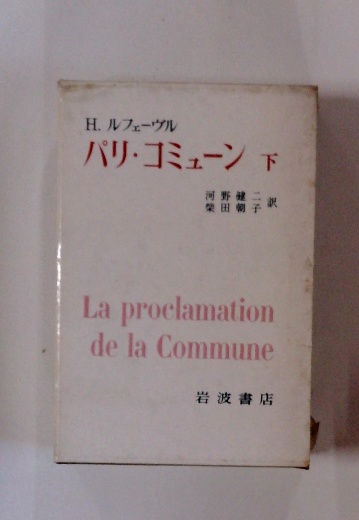 H. ルフェーヴル
パリ・コミューン 下
河野健二
柴田朝子 訳
La proclamation
de la Commune
岩波書店